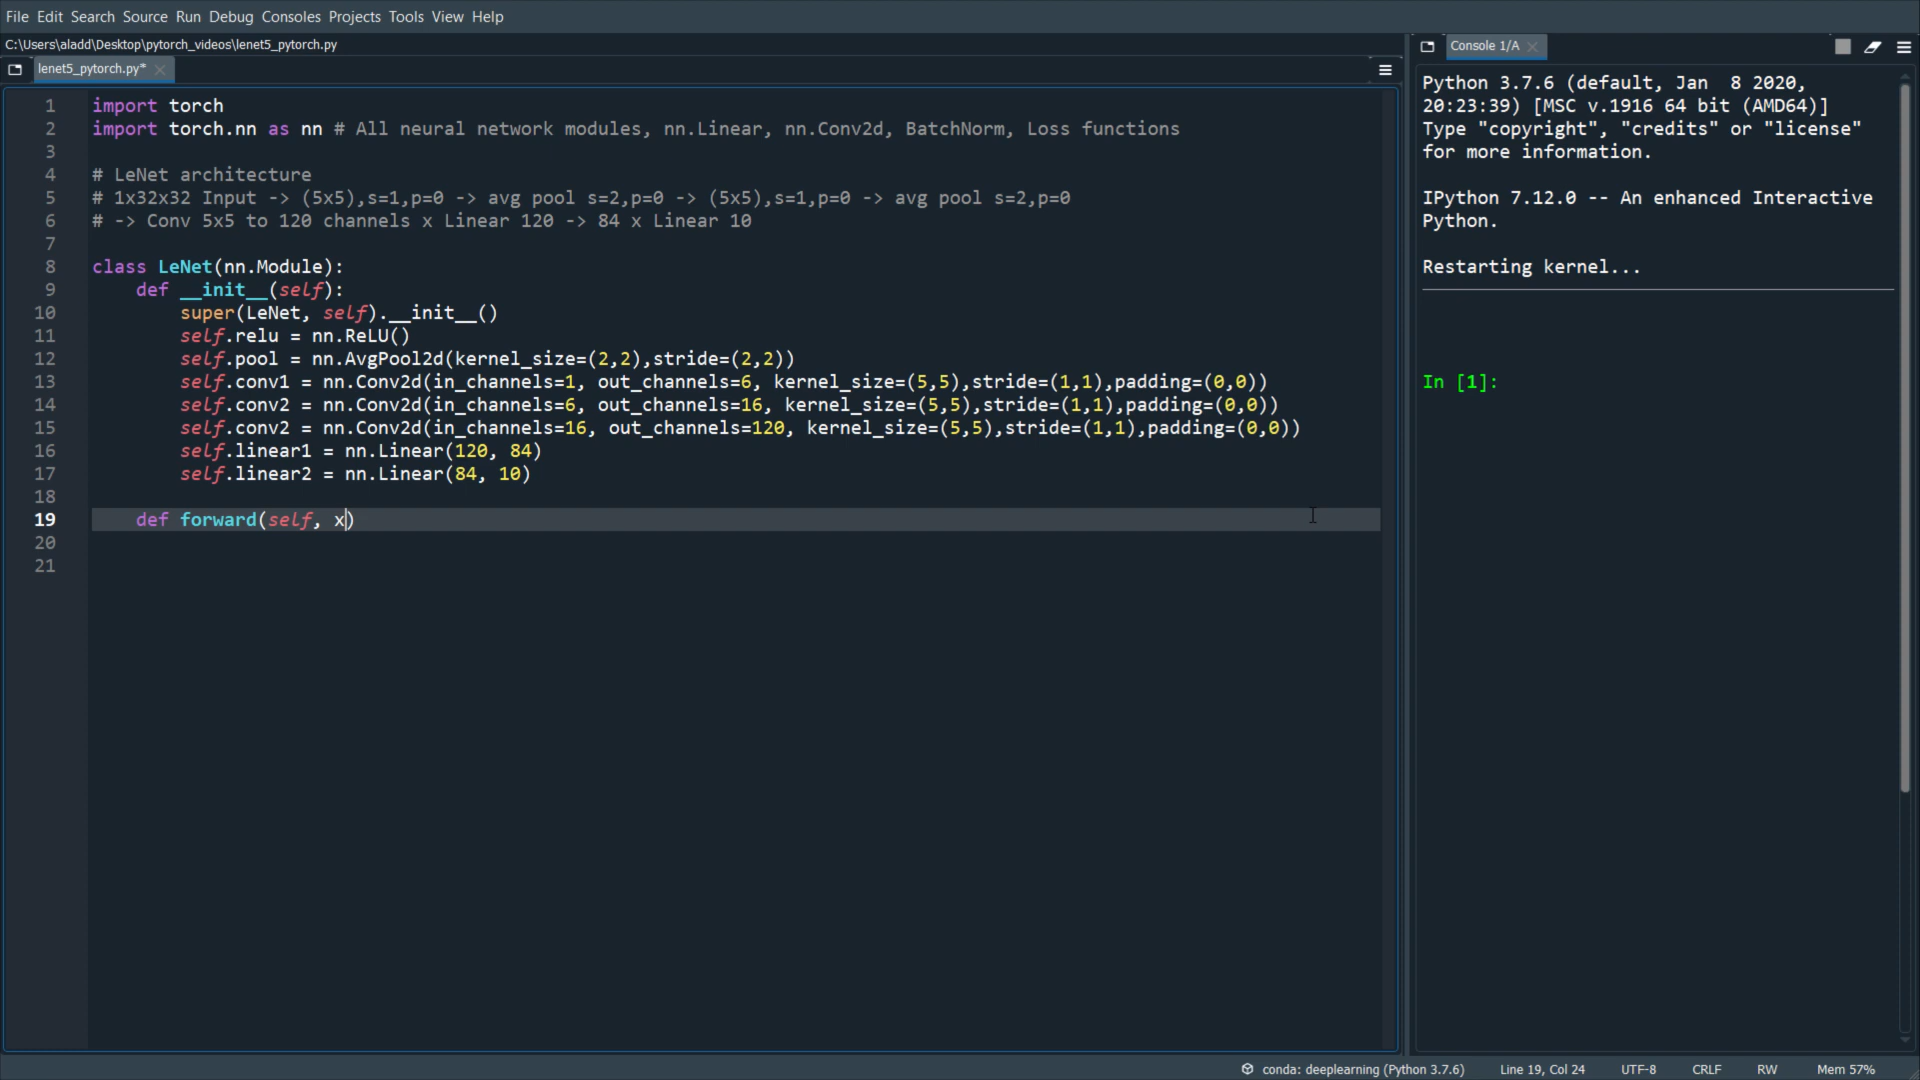 File Edit Search Source Run Debug Consoles Projects Tools View Help
C:\Users\aladd\Desktop\pytorch_videos\lenet5_pytorch.py
lenet5_pytorch.py*
1 import torch
2 import torch.nn as nn # All neural network modules, nn.Linear, nn.Conv2d, BatchNorm, Loss functions
3
4 # LeNet architecture
5 # 1x32x32 Input -> (5x5),s=1,p=0 -> avg pool s=2,p=0 -> (5x5),s=1,p=0 -> avg pool s=2,p=0
6 # -> Conv 5x5 to 120 channels x Linear 120 -> 84 x Linear 10
7
8 class LeNet(nn.Module):
9     def __init__(self):
10         super(LeNet, self).__init__()
11         self.relu = nn.ReLU()
12         self.pool = nn.AvgPool2d(kernel_size=(2,2),stride=(2,2))
13         self.conv1 = nn.Conv2d(in_channels=1, out_channels=6, kernel_size=(5,5),stride=(1,1),padding=(0,0))
14         self.conv2 = nn.Conv2d(in_channels=6, out_channels=16, kernel_size=(5,5),stride=(1,1),padding=(0,0))
15         self.conv2 = nn.Conv2d(in_channels=16, out_channels=120, kernel_size=(5,5),stride=(1,1),padding=(0,0))
16         self.linear1 = nn.Linear(120, 84)
17         self.linear2 = nn.Linear(84, 10)
18
19     def forward(self, x)
20
21
Console 1/A
Python 3.7.6 (default, Jan  8 2020,
20:23:39) [MSC v.1916 64 bit (AMD64)]
Type "copyright", "credits" or "license"
for more information.
IPython 7.12.0 -- An enhanced Interactive
Python.
Restarting kernel...
In [1]:
conda: deeplearning (Python 3.7.6) Line 19, Col 24 UTF-8 CRLF RW Mem 57%